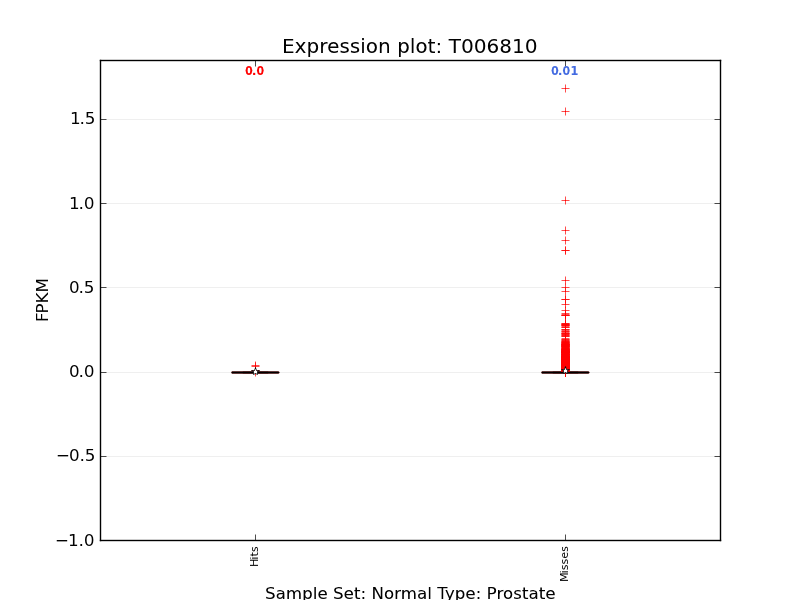 Expression plot: T006810
0.0
0.01
1.5
1.0
0.5
0.0
−0.5
−1.0
FPKM
Hits
Misses
Sample Set: Normal Type: Prostate